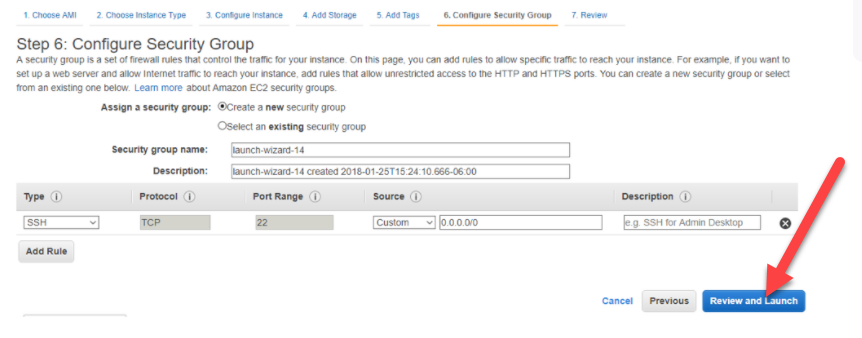 1. Choose AMI 2. Choose Instance Type 3. Configure Instance 4. Add Storage 5. Add Tags 6. Configure Security Group 7. Review
Step 6: Configure Security Group
A security group is a set of firewall rules that control the traffic for your instance. On this page, you can add rules to allow specific traffic to reach your instance. For example, if you want to
set up a web server and allow Internet traffic to reach your instance, add rules that allow unrestricted access to the HTTP and HTTPS ports. You can create a new security group or select
from an existing one below. Learn more about Amazon EC2 security groups.
Assign a security group: Create a new security group
Select an existing security group
Security group name: launch-wizard-14
Description: launch-wizard-14 created 2018-01-25T15:24:10.666-06:00
Type i Protocol i Port Range i Source i Description i
SSH TCP 22 Custom 0.0.0.0/0 e.g. SSH for Admin Desktop
Add Rule
Cancel Previous Review and Launch